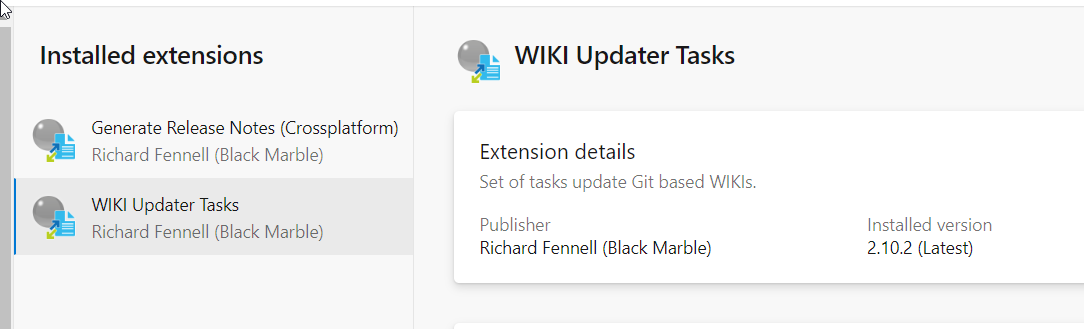 Installed extensions
Generate Release Notes (Crossplatform)
Richard Fennell (Black Marble)
WIKI Updater Tasks
Richard Fennell (Black Marble)
WIKI Updater Tasks
Extension details
Set of tasks update Git based WIKIs.
Publisher
Richard Fennell (Black Marble)
Installed version
2.10.2 (Latest)